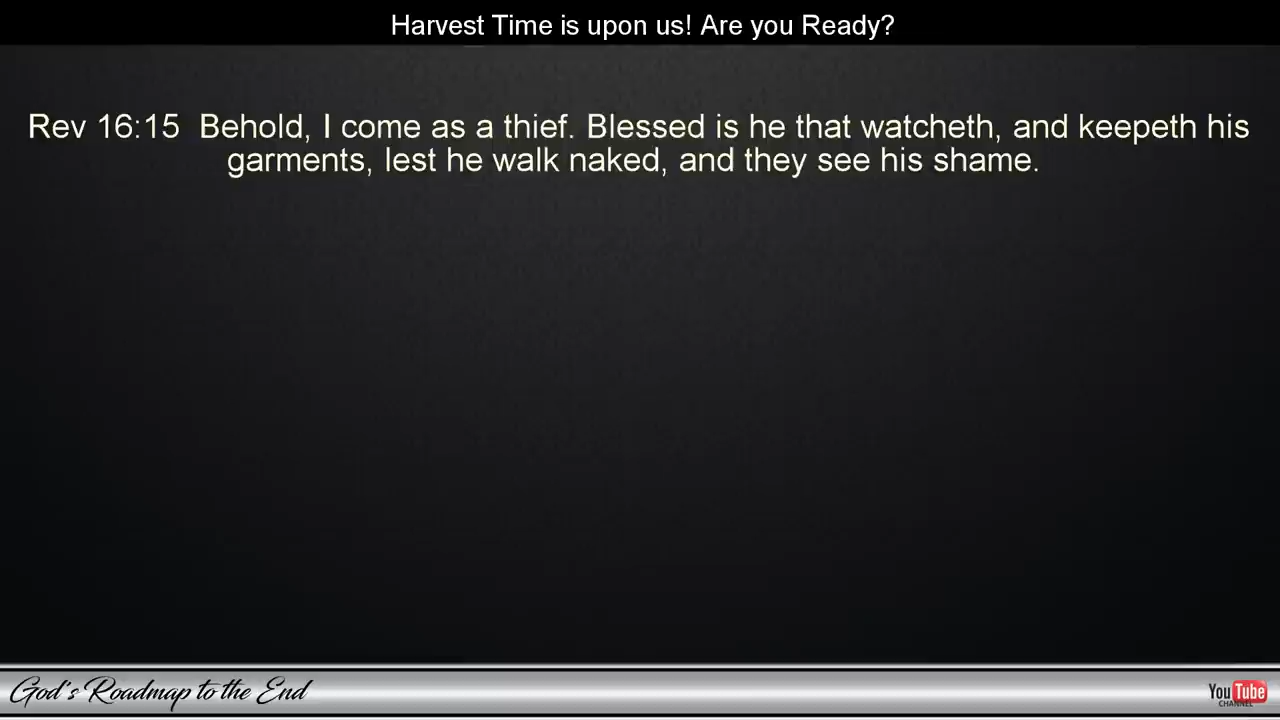 Harvest Time is upon us! Are you Ready?
Rev 16:15  Behold, I come as a thief. Blessed is he that watcheth, and keepeth his
garments, lest he walk naked, and they see his shame.
God's Roadmap to the End
YouTube
CHANNEL